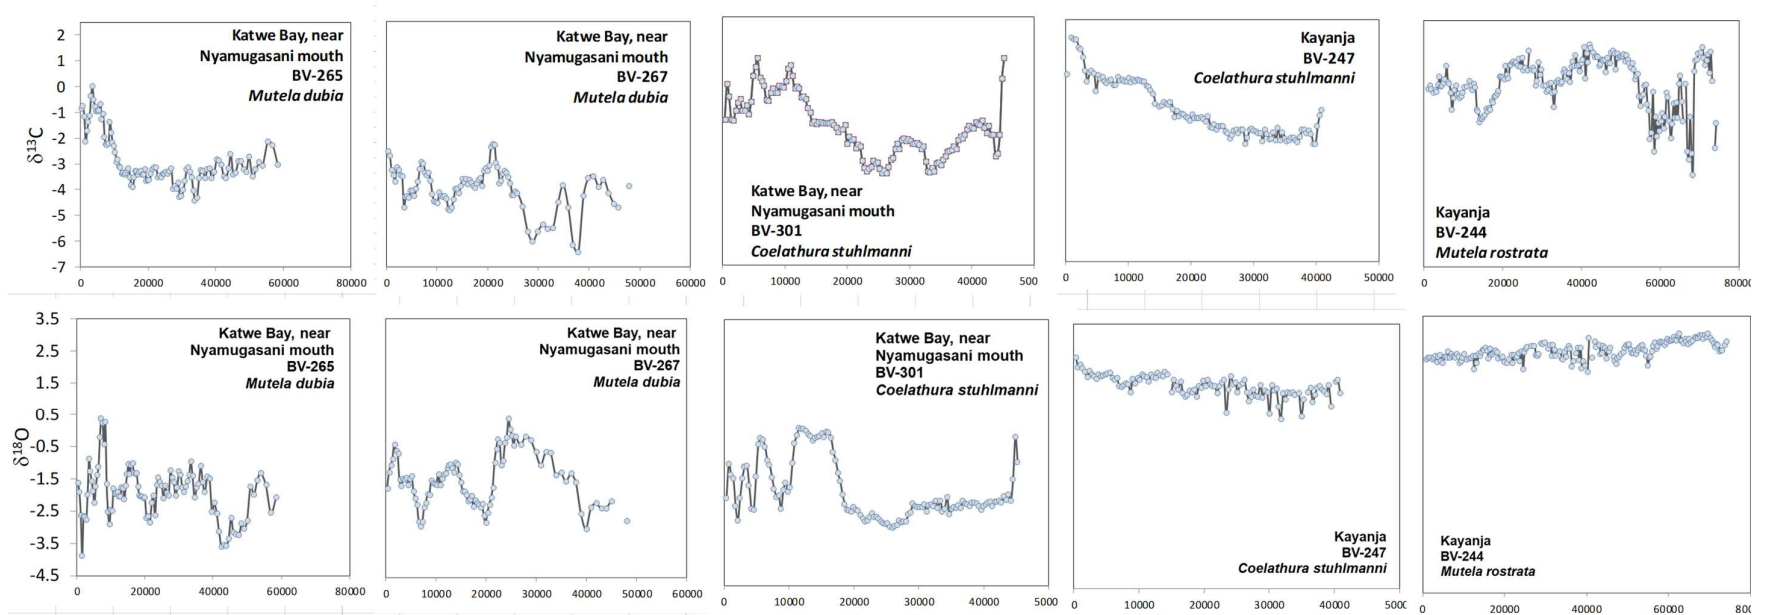 2
1
0
-1
-2
-3
-4
-5
-6
-7
δ¹³C
Katwe Bay, near
Nyamugasani mouth
BV-265
Mutela dubia
0 20000 40000 60000 80000
Katwe Bay, near
Nyamugasani mouth
BV-267
Mutela dubia
0 10000 20000 30000 40000 50000 60000
Katwe Bay, near
Nyamugasani mouth
BV-301
Coelathura stuhlmanni
0 10000 20000 30000 40000 500
Kayanja
BV-247
Coelathura stuhlmanni
0 10000 20000 30000 40000 50000
Kayanja
BV-244
Mutela rostrata
0 20000 40000 60000 8000
3.5
2.5
1.5
0.5
-0.5
-1.5
-2.5
-3.5
-4.5
δ¹⁸O
Katwe Bay, near
Nyamugasani mouth
BV-265
Mutela dubia
0 20000 40000 60000 80000
Katwe Bay, near
Nyamugasani mouth
BV-267
Mutela dubia
0 10000 20000 30000 40000 50000 60000
Katwe Bay, near
Nyamugasani mouth
BV-301
Coelathura stuhlmanni
0 10000 20000 30000 40000 50000
Kayanja
BV-247
Coelathura stuhlmanni
0 10000 20000 30000 40000 5000
Kayanja
BV-244
Mutela rostrata
0 20000 40000 60000 800